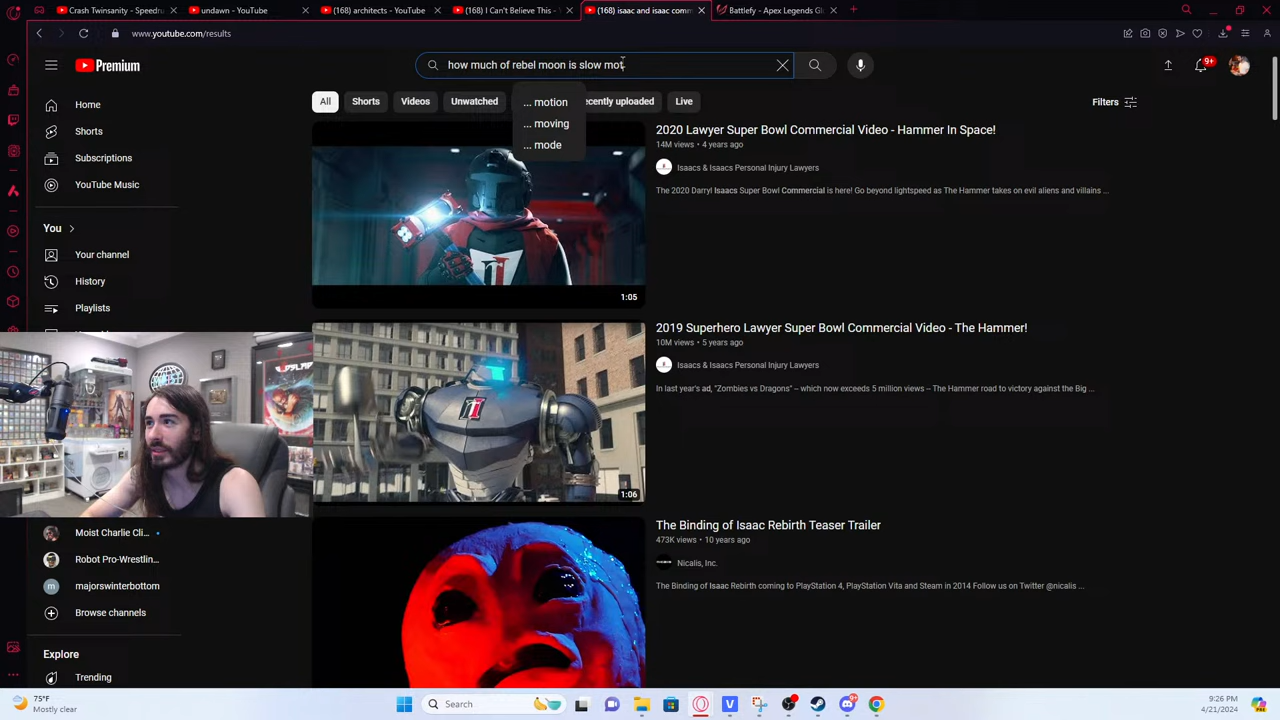 Crash Twinsanity - Speedru
undawn - YouTube
(168) architects - YouTube
(168) I Can't Believe This -
(168) isaac and isaac comm
Battlefy - Apex Legends Gl
www.youtube.com/results
Premium
how much of rebel moon is slow mot
9+
All
Shorts
Videos
Unwatched
ecently uploaded
Live
Filters
... motion
... moving
... mode
Home
Shorts
Subscriptions
YouTube Music
You
Your channel
History
Playlists
2020 Lawyer Super Bowl Commercial Video - Hammer In Space!
14M views • 4 years ago
Isaacs & Isaacs Personal Injury Lawyers
The 2020 Darryl Isaacs Super Bowl Commercial is here! Go beyond lightspeed as The Hammer takes on evil aliens and villains ...
1:05
2019 Superhero Lawyer Super Bowl Commercial Video - The Hammer!
10M views • 5 years ago
Isaacs & Isaacs Personal Injury Lawyers
In last year's ad, "Zombies vs Dragons" – which now exceeds 5 million views – The Hammer road to victory against the Big ...
1:06
The Binding of Isaac Rebirth Teaser Trailer
473K views • 10 years ago
Nicalis, Inc.
The Binding of Isaac Rebirth coming to PlayStation 4, PlayStation Vita and Steam in 2014 Follow us on Twitter @nicalis ...
Moist Charlie Cli...
Robot Pro-Wrestlin...
majorswinterbottom
Browse channels
Explore
Trending
75°F
Mostly clear
Search
9:26 PM
4/21/2024